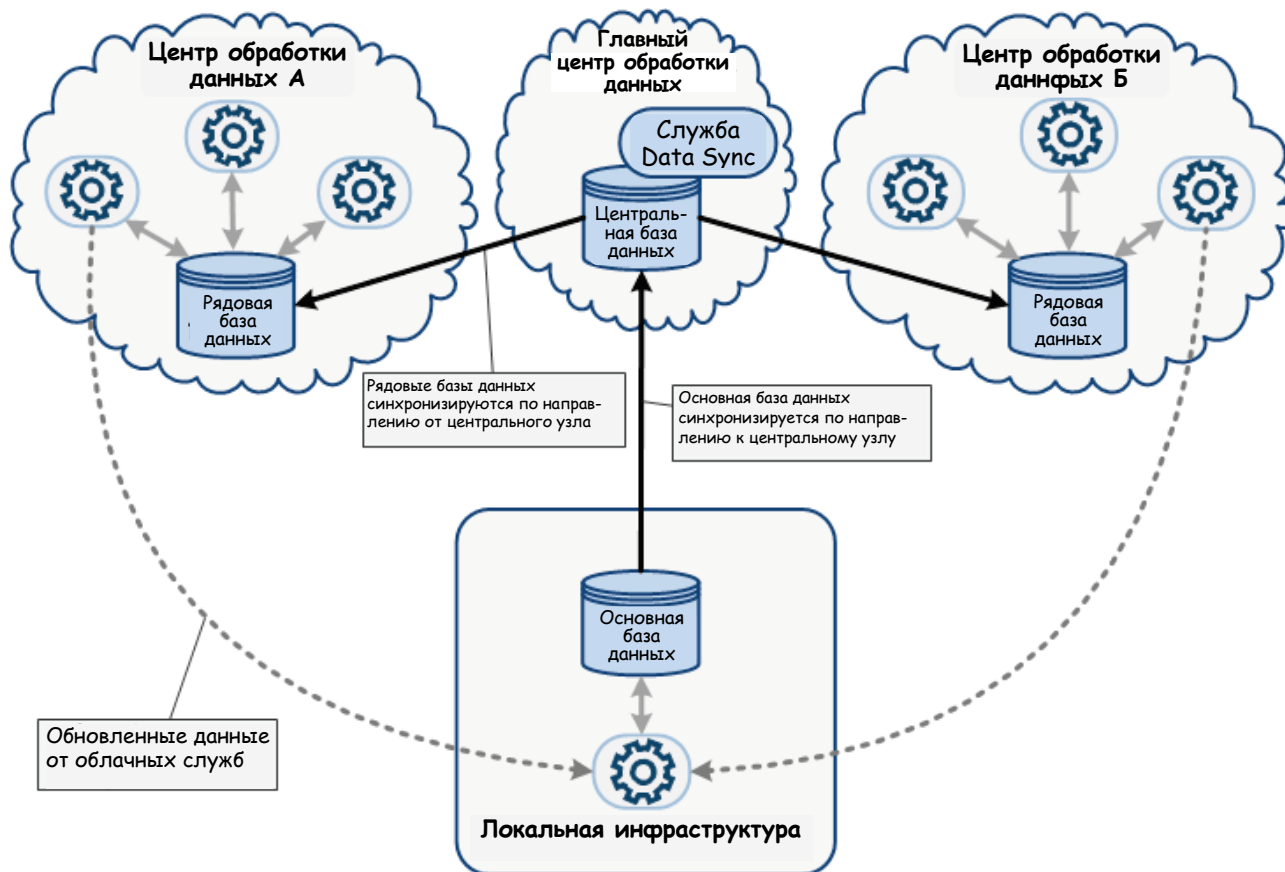 Центр обработки
данных А
Главный
центр обработки
данных
Центр обработки
даннфых Б
Служба
Data Sync
Централь-
ная база
данных
Рядовая
база
данных
Рядовая
база
данных
Рядовые базы данных
синхронизируются по направ-
лению от центрального узла
Основная база данных
синхронизируется по направ-
лению к центральному узлу
Основная
база
данных
Обновленные данные
от облачных служб
Локальная инфраструктура